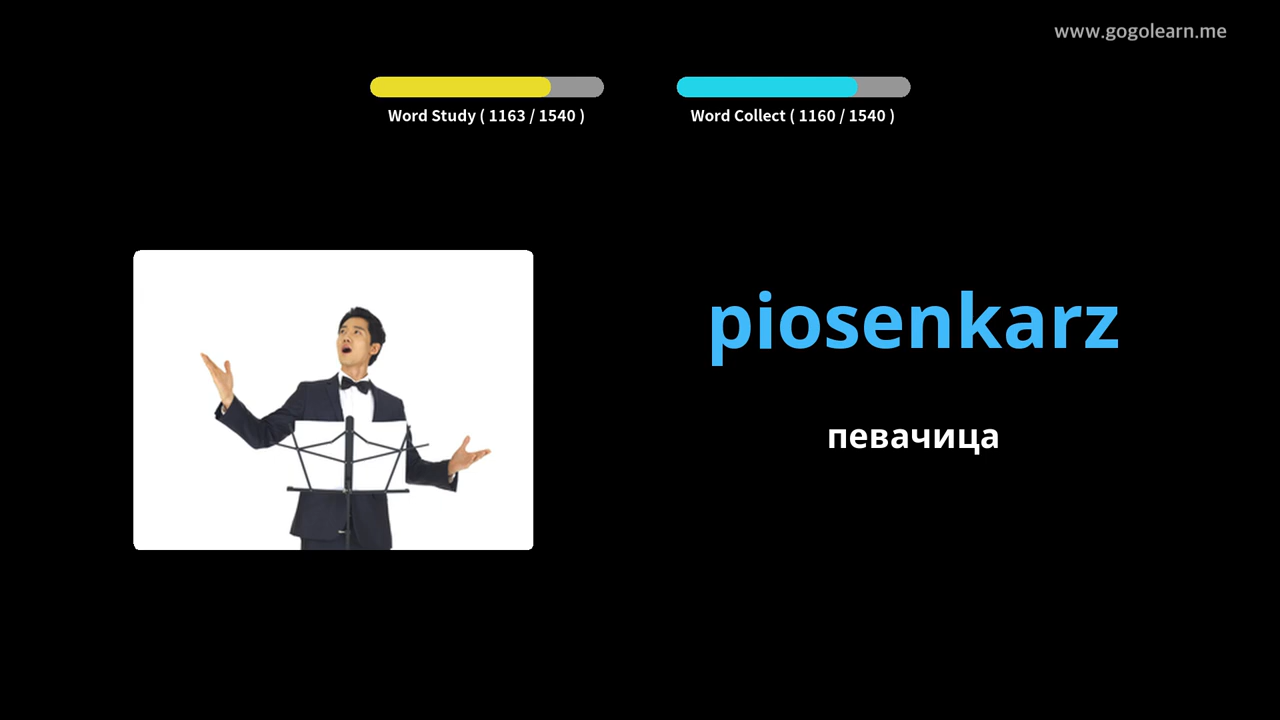 www.gogolearn.me
Word Study ( 1163 / 1540 )
Word Collect ( 1160 / 1540 )
piosenkarz
певачица